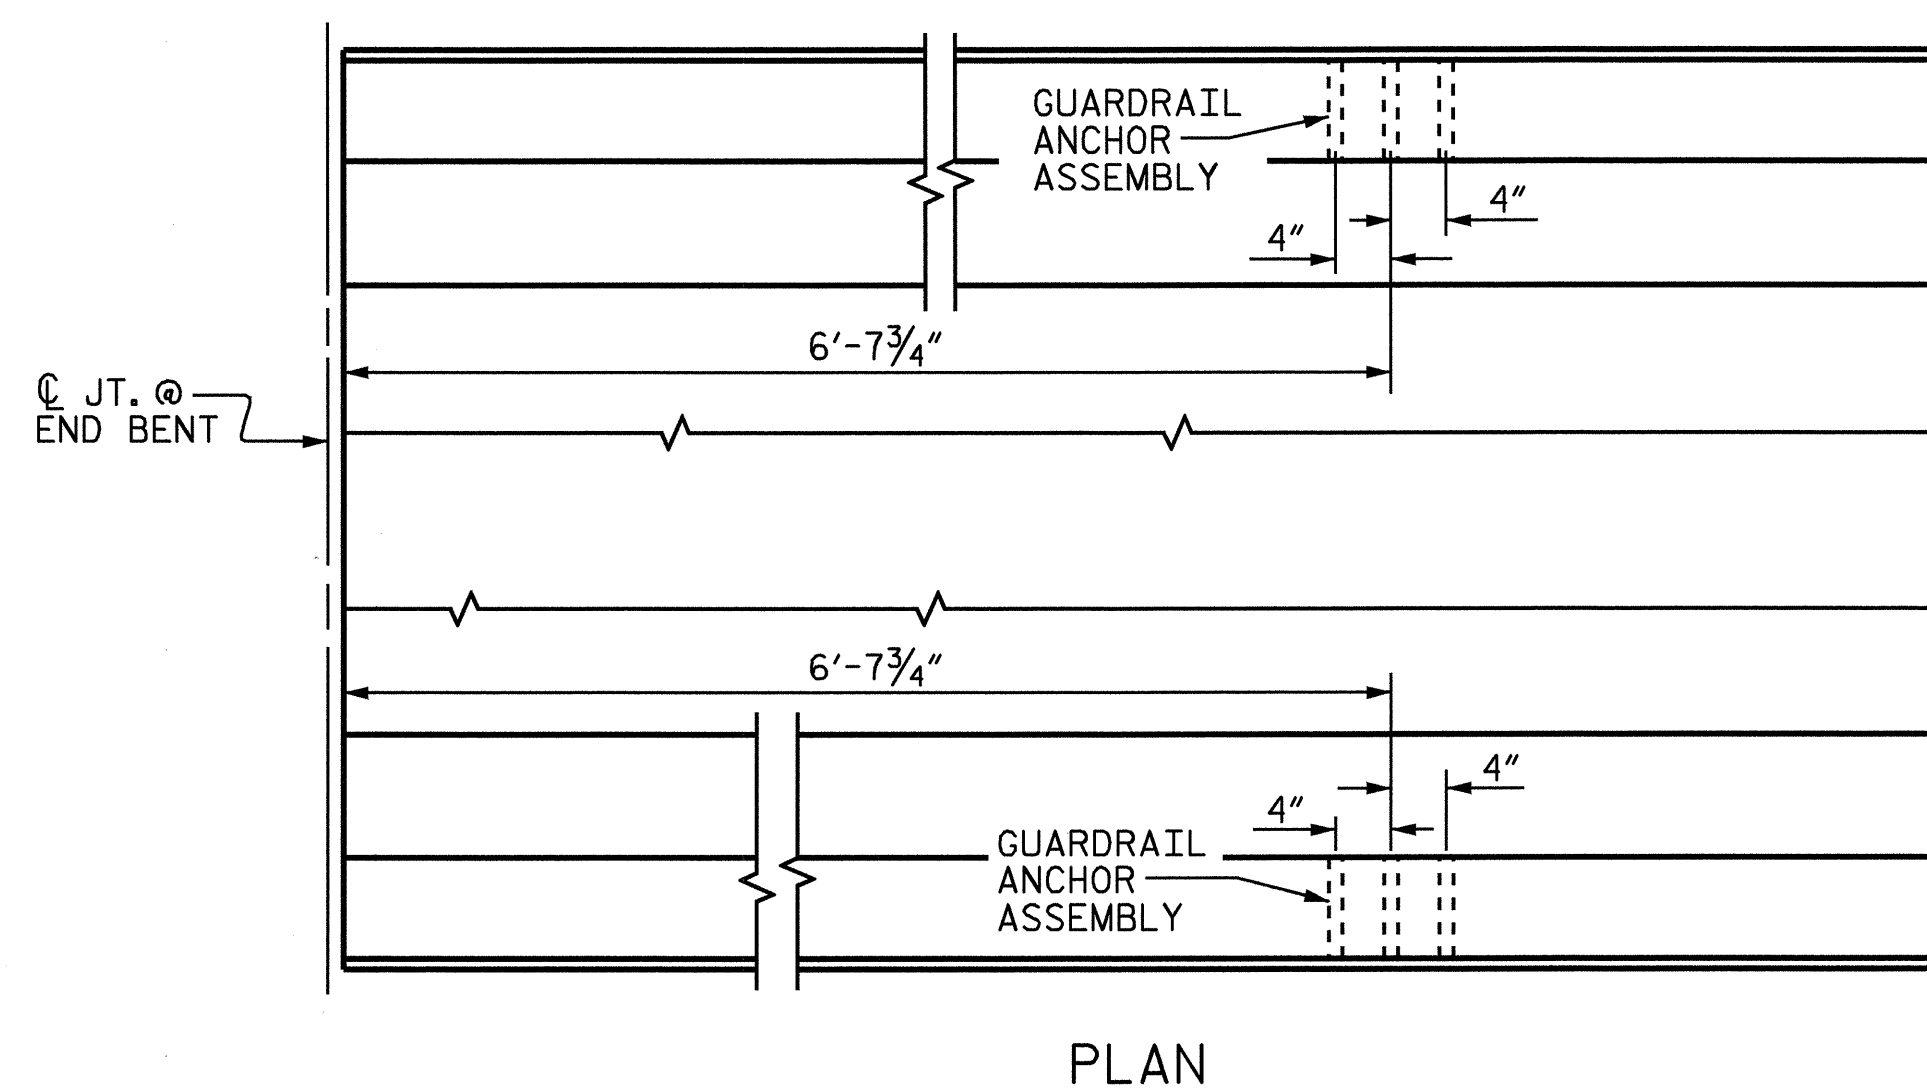 GUARDRAIL
ANCHOR
ASSEMBLY
4"
4"
6'-7¾"
℄ JT. @
END BENT
6'-7¾"
4"
4"
GUARDRAIL
ANCHOR
ASSEMBLY
PLAN